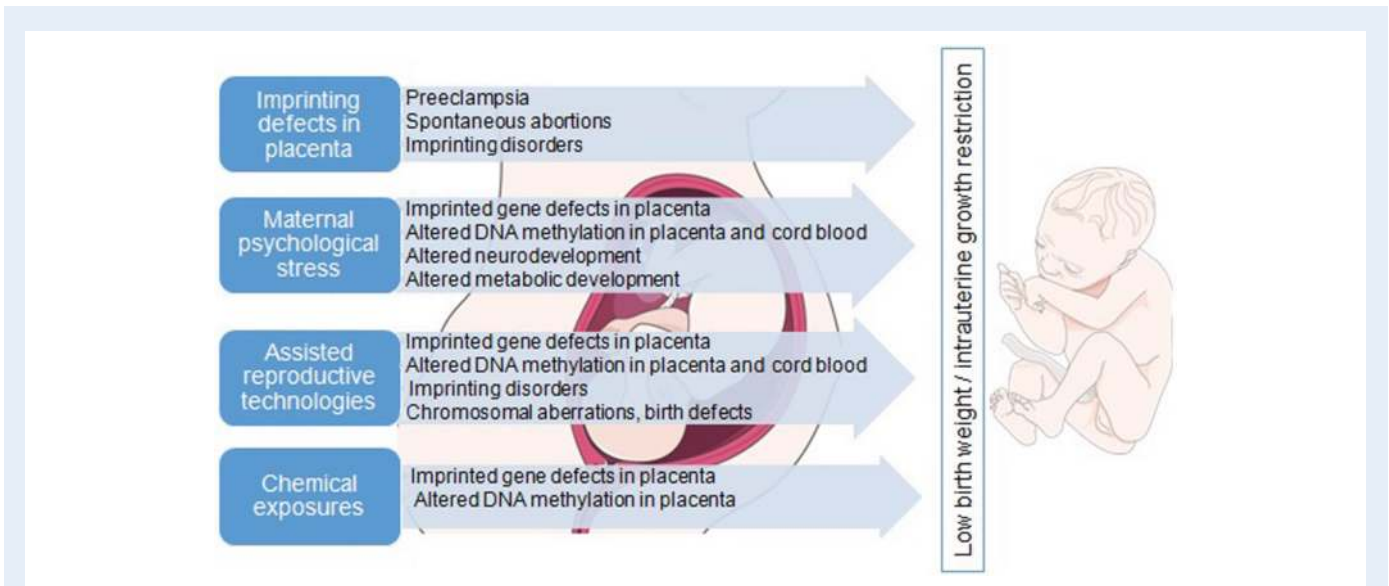 Imprinting
defects in
placenta
Preeclampsia
Spontaneous abortions
Imprinting disorders
Maternal
psychological
stress
Imprinted gene defects in placenta
Altered DNA methylation in placenta and cord blood
Altered neurodevelopment
Altered metabolic development
Assisted
reproductive
technologies
Imprinted gene defects in placenta
Altered DNA methylation in placenta and cord blood
Imprinting disorders
Chromosomal aberrations, birth defects
Chemical
exposures
Imprinted gene defects in placenta
Altered DNA methylation in placenta
Low birth weight / intrauterine growth restriction